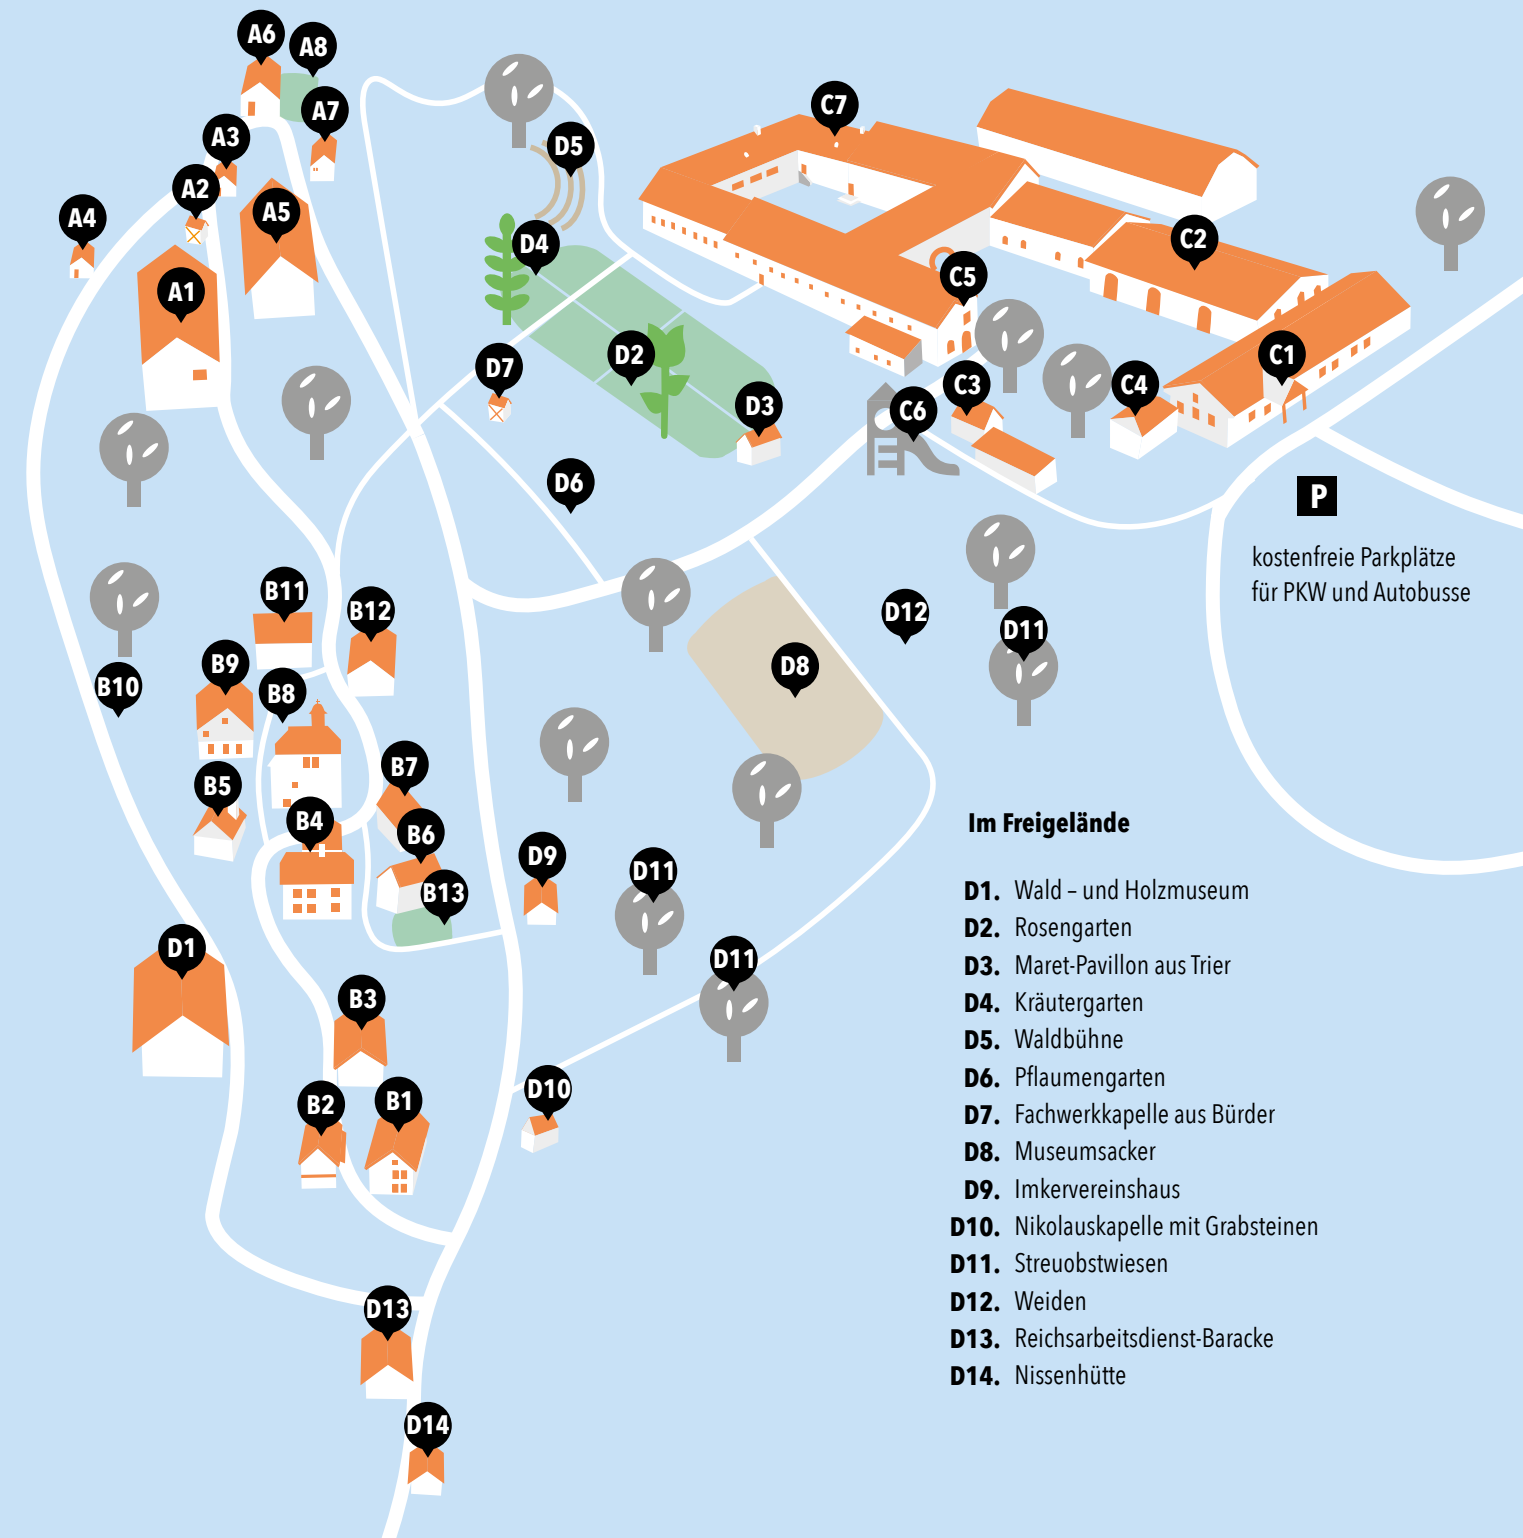 A6
A8
C7
A7
A3
D5
A2
A5
A4
C2
D4
C5
A1
D2
C1
D7
C3
C4
D3
C6
D6
P
kostenfreie Parkplätze
für PKW und Autobusse
B11
B12
D12
D11
B9
D8
B10
B8
B7
B5
B4
B6
D9
D11
B13
D1
D11
B3
D10
B2
B1
D13
D14
Im Freigelände
D1. Wald – und Holzmuseum
D2. Rosengarten
D3. Maret-Pavillon aus Trier
D4. Kräutergarten
D5. Waldbühne
D6. Pflaumengarten
D7. Fachwerkkapelle aus Bürder
D8. Museumsacker
D9. Imkervereinshaus
D10. Nikolauskapelle mit Grabsteinen
D11. Streuobstwiesen
D12. Weiden
D13. Reichsarbeitsdienst-Baracke
D14. Nissenhütte